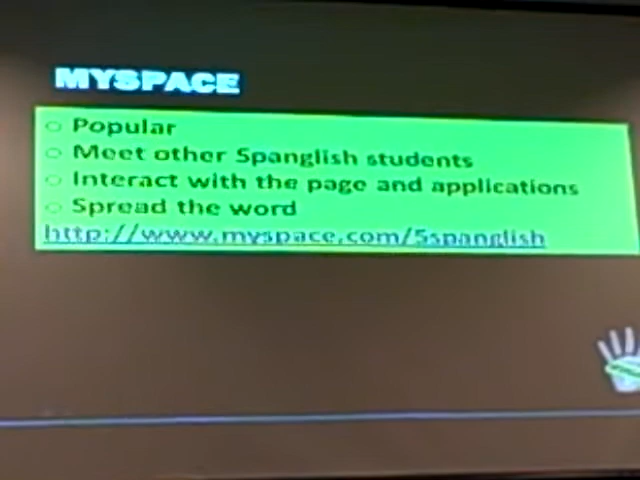 MYSPACE
Popular
Meet other Spanglish students
Interact with the page and applications
Spread the word
http://www.myspace.com/5spanglish